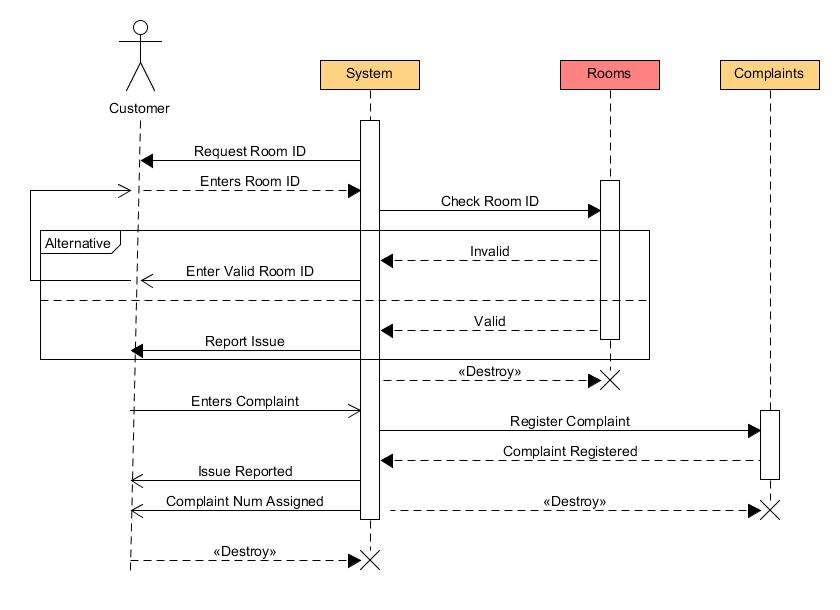 System
Rooms
Complaints
Customer
Request Room ID
Enters Room ID
Check Room ID
Alternative
Invalid
Enter Valid Room ID
Valid
Report Issue
«Destroy»
Enters Complaint
Register Complaint
Complaint Registered
Issue Reported
Complaint Num Assigned
«Destroy»
«Destroy»